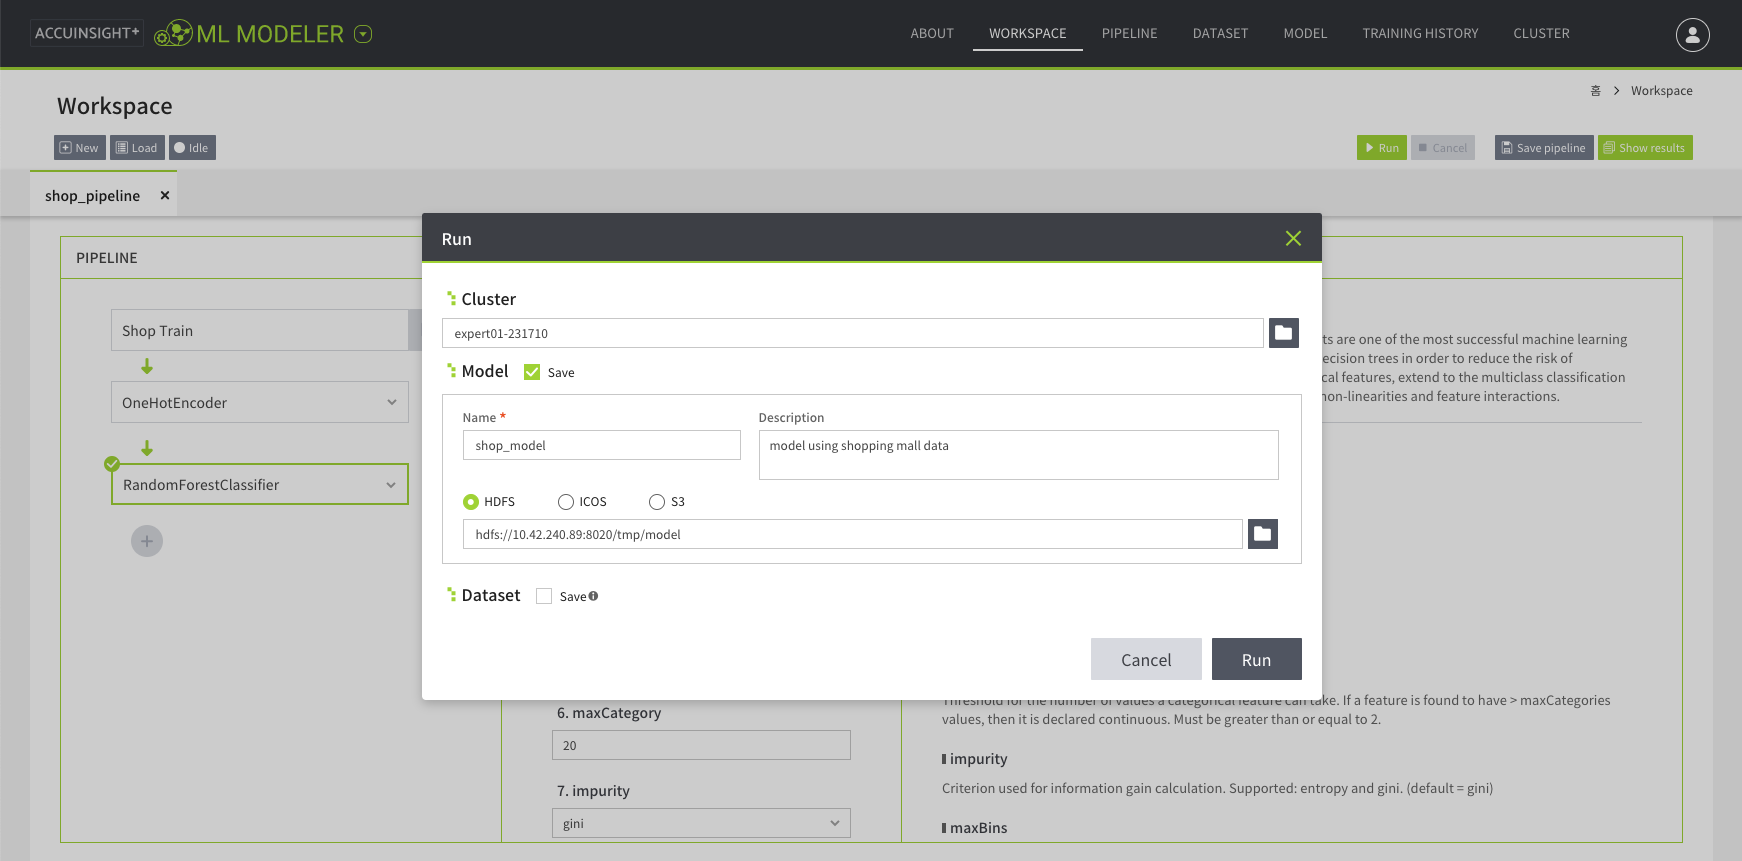 ACCUINSIGHT+ ML MODELER
ABOUT WORKSPACE PIPELINE DATASET MODEL TRAINING HISTORY CLUSTER
홈 > Workspace
Workspace
New Load Idle
Run Cancel Save pipeline Show results
shop_pipeline
PIPELINE
Shop Train
OneHotEncoder
RandomForestClassifier
Run
Cluster
expert01-231710
Model Save
Name * Description
shop_model
model using shopping mall data
HDFS ICOS S3
hdfs://10.42.240.89:8020/tmp/model
Dataset Save
Cancel Run
are one of the most successful machine learning
trees in order to reduce the risk of
features, extend to the multiclass classification
non-linearities and feature interactions.
6. maxCategory
20
7. impurity
gini
Threshold for the number of values a categorical feature can take. If a feature is found to have > maxCategories
values, then it is declared continuous. Must be greater than or equal to 2.
impurity
Criterion used for information gain calculation. Supported: entropy and gini. (default = gini)
maxBins